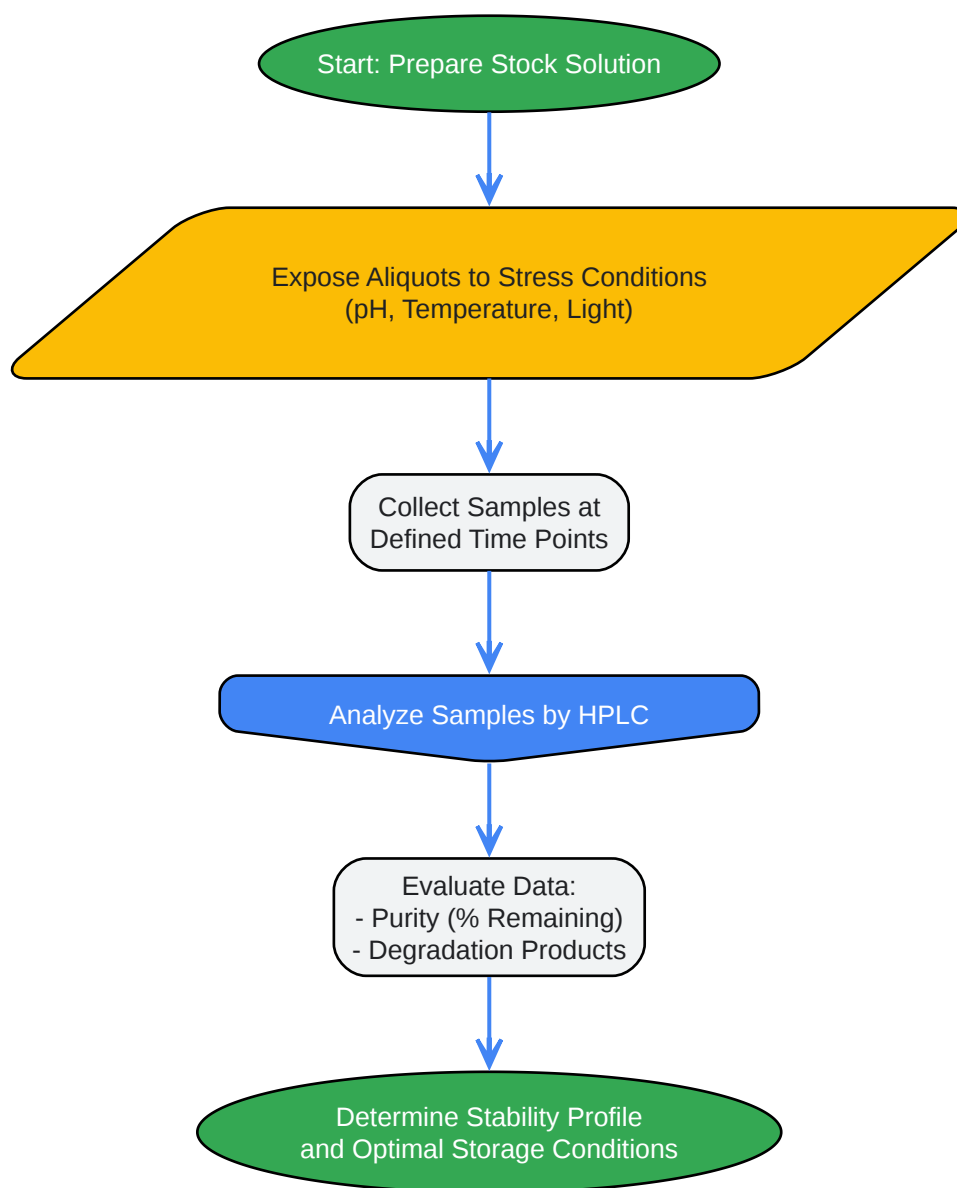 Start: Prepare Stock Solution
Expose Aliquots to Stress Conditions
(pH, Temperature, Light)
Collect Samples at
Defined Time Points
Analyze Samples by HPLC
Evaluate Data:
- Purity (% Remaining)
- Degradation Products
Determine Stability Profile
and Optimal Storage Conditions